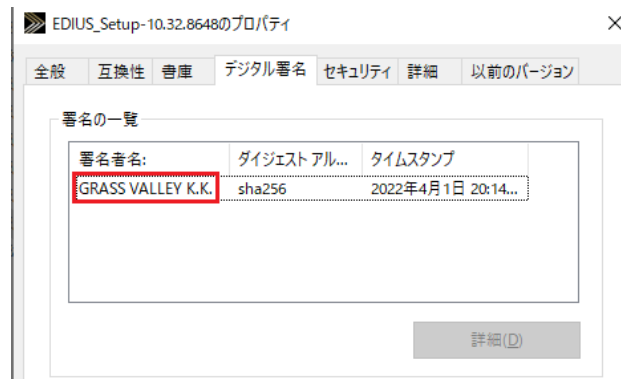 EDIUS_Setup-10.32.8648のプロパティ
全般 互換性 書庫 デジタル署名 セキュリティ 詳細 以前のバージョン
署名の一覧
署名者名: ダイジェスト アル... タイムスタンプ
GRASS VALLEY K.K. sha256 2022年4月1日 20:14...
詳細(D)